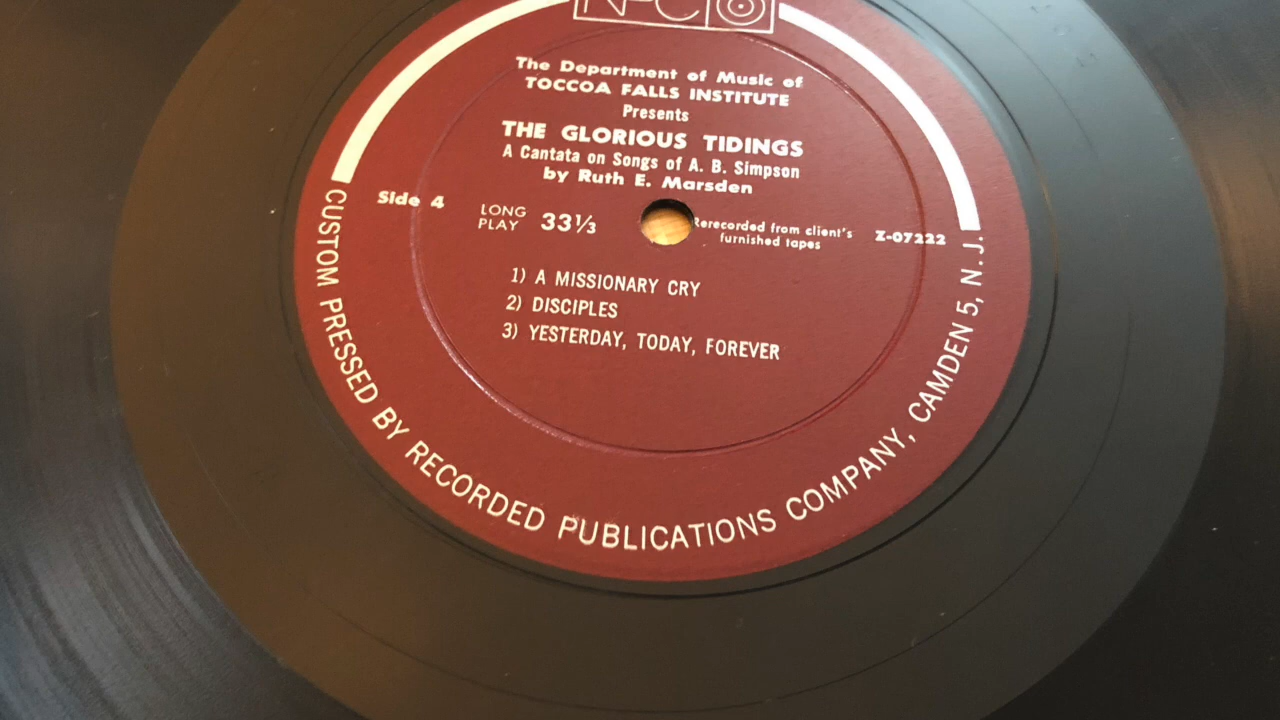 The Department of Music of
TOCCOA FALLS INSTITUTE
Presents
THE GLORIOUS TIDINGS
A Cantata on Songs of A. B. Simpson
by Ruth E. Marsden
Side 4
LONG
PLAY
33⅓
Rerecorded from client's
furnished tapes
Z-07222
1) A MISSIONARY CRY
2) DISCIPLES
3) YESTERDAY, TODAY, FOREVER
CUSTOM PRESSED BY RECORDED PUBLICATIONS COMPANY, CAMDEN 5, N. J.